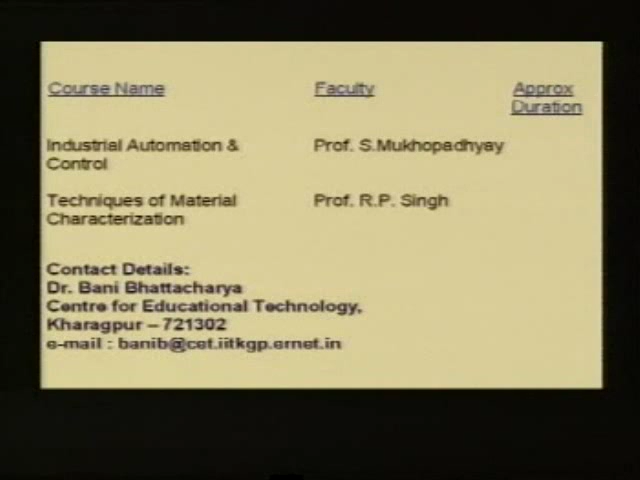 Course Name Faculty Approx
Duration
Industrial Automation & Prof. S.Mukhopadhyay
Control
Techniques of Material Prof. R.P. Singh
Characterization
Contact Details:
Dr. Bani Bhattacharya
Centre for Educational Technology,
Kharagpur – 721302
e-mail : banib@cet.iitkgp.ernet.in